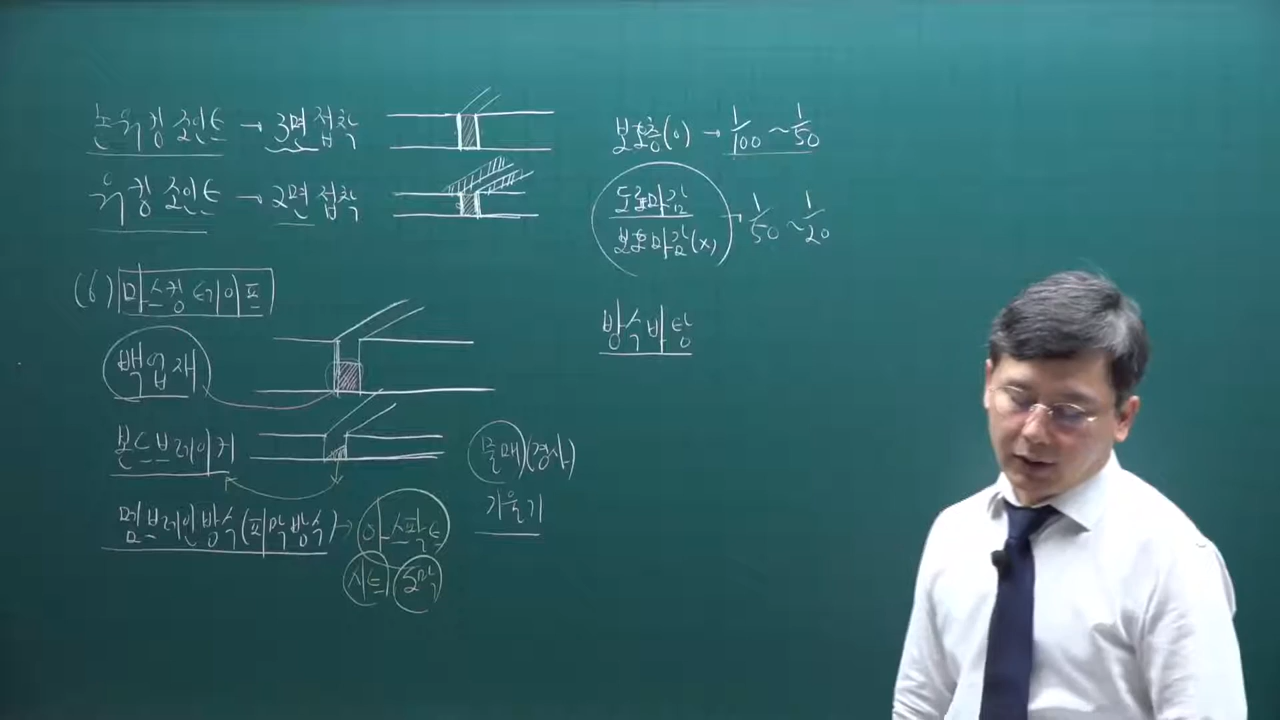 논워킹 조인트 → 3면 접착
워킹 조인트 → 2면 접착
(6) 마스킹 테이프
백업재
본드브레이커
멤브레인방수(피막방수) → 아스팔트
시트 도막
물매(경사)
기울기
보호층(O) → 1/100 ~ 1/50
도료마감
보호마감(x) → 1/50 ~ 1/20
방수바탕